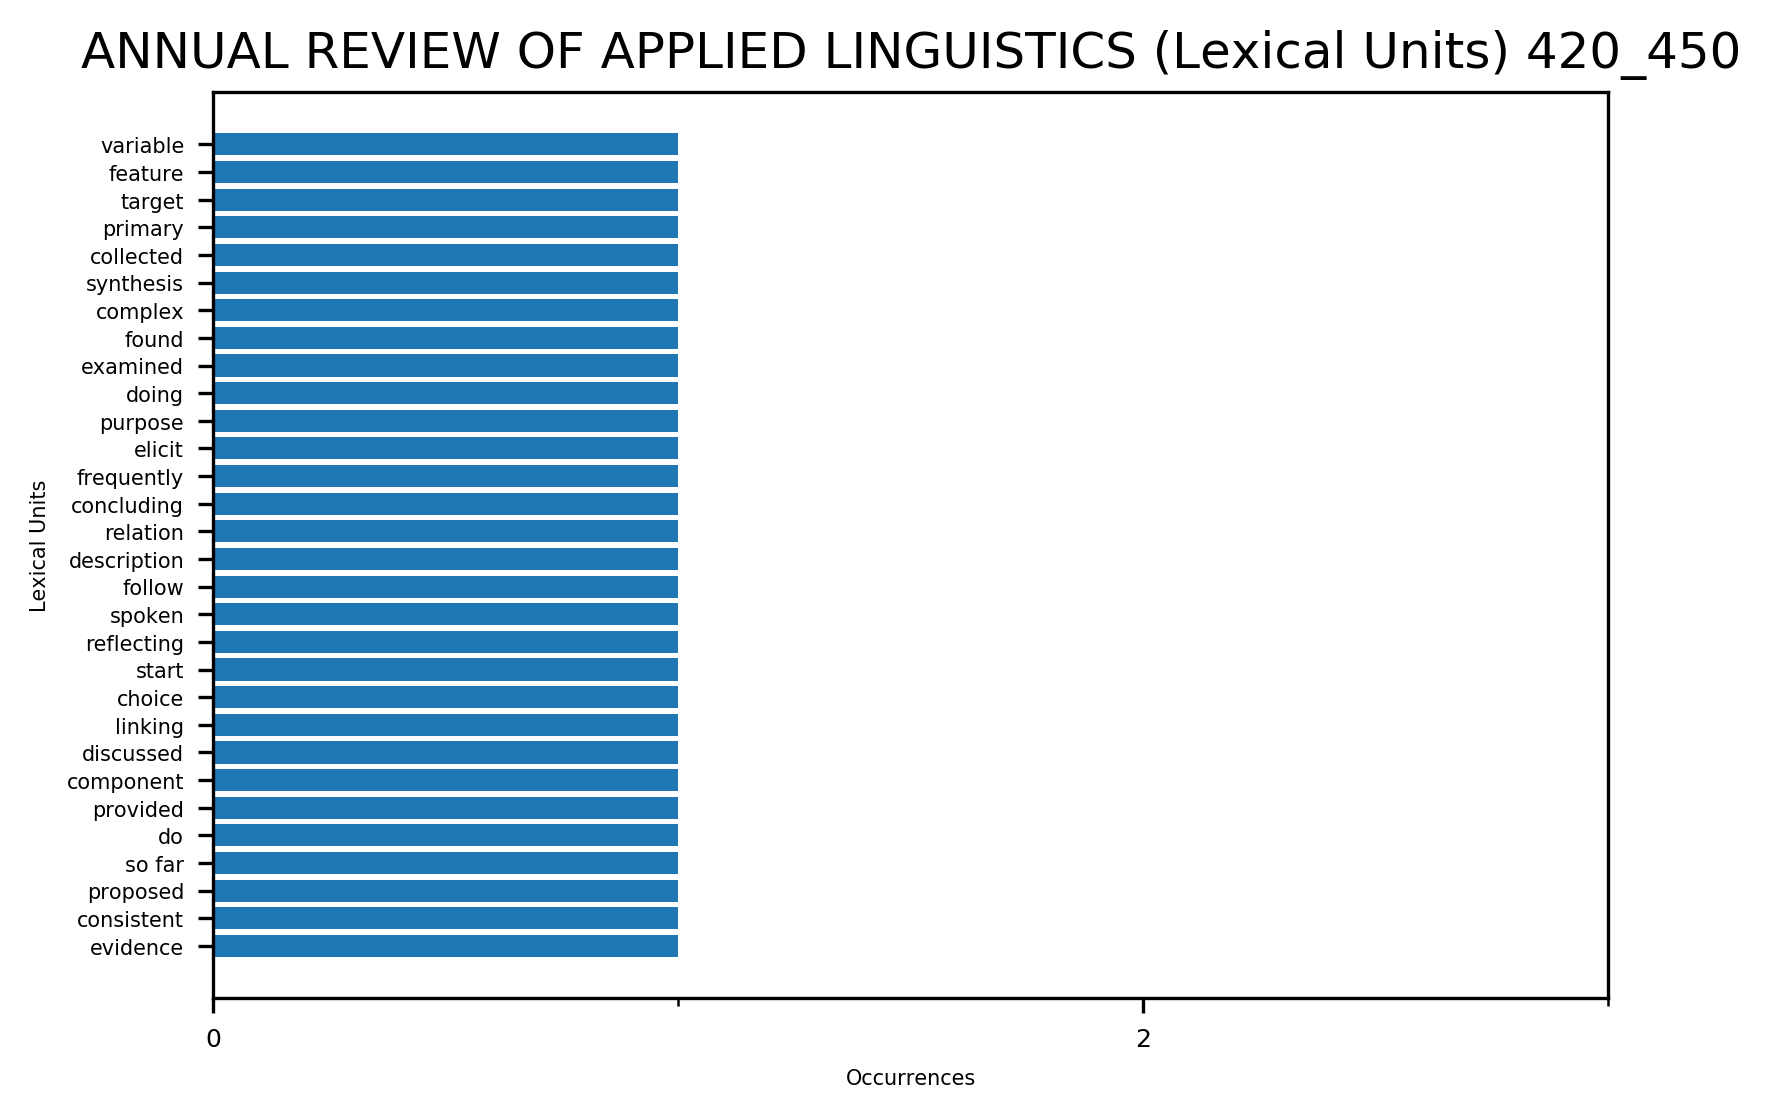 ANNUAL REVIEW OF APPLIED LINGUISTICS (Lexical Units) 420_450
variable
feature
target
primary
collected
synthesis
complex
found
examined
doing
purpose
elicit
frequently
concluding
relation
description
follow
spoken
reflecting
start
choice
linking
discussed
component
provided
do
so far
proposed
consistent
evidence
Lexical Units
0 2
Occurrences